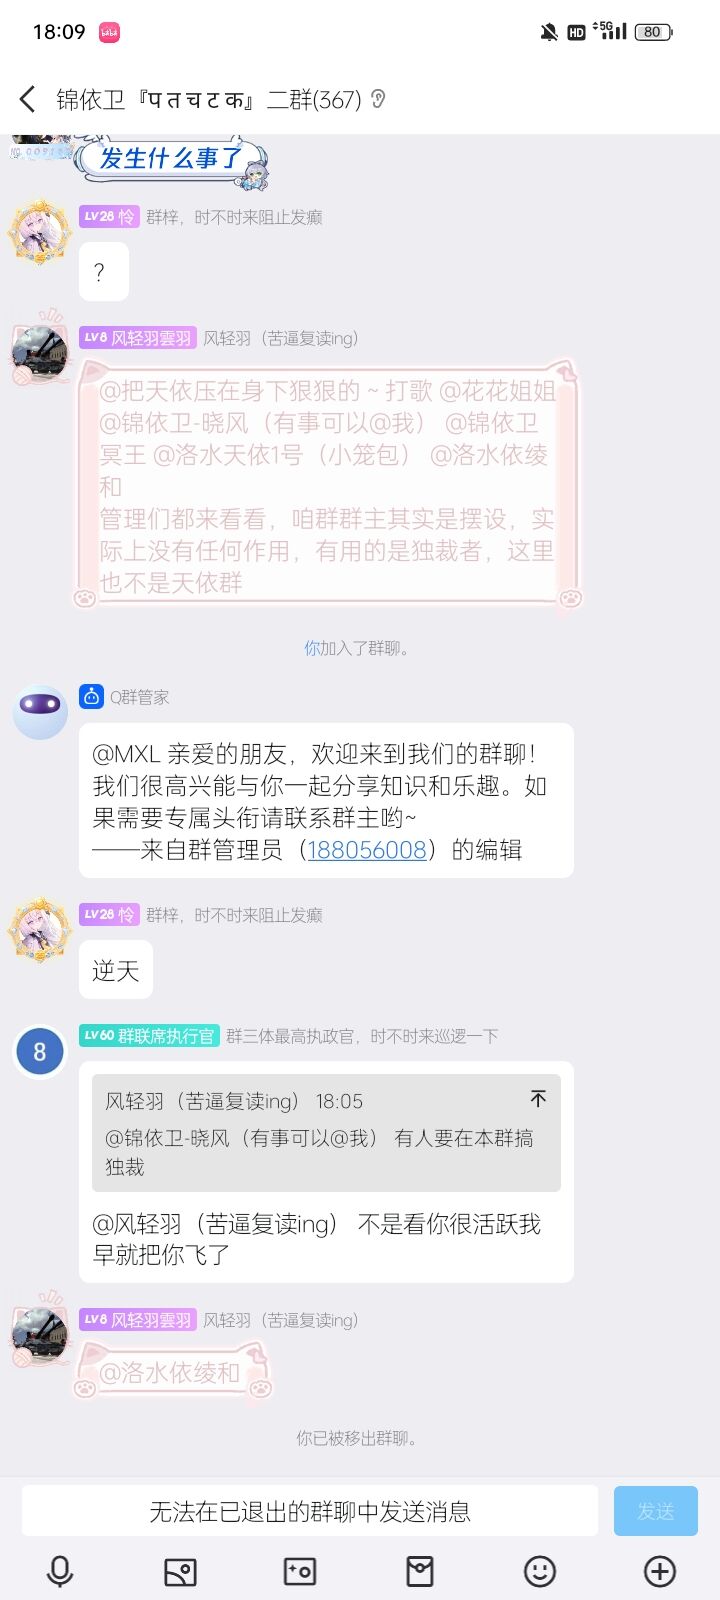 18:09
HD
5G
80
锦依卫『पतचटक』二群(367)
发生什么事了
LV28 怜 群梓，时不时来阻止发癫
？
LV8 风轻羽雲羽 风轻羽（苦逼复读ing）
@把天依压在身下狠狠的 ~ 打歌 @花花姐姐
@锦依卫-晓风（有事可以@我） @锦依卫
冥王 @洛水天依1号（小笼包） @洛水依绫
和
管理们都来看看，咱群群主其实是摆设，实
际上没有任何作用，有用的是独裁者，这里
也不是天依群
你加入了群聊。
Q群管家
@MXL 亲爱的朋友，欢迎来到我们的群聊！
我们很高兴能与你一起分享知识和乐趣。如
果需要专属头衔请联系群主哟~
——来自群管理员（188056008）的编辑
LV28 怜 群梓，时不时来阻止发癫
逆天
8
LV60 群联席执行官 群三体最高执政官，时不时来巡逻一下
风轻羽（苦逼复读ing） 18:05
@锦依卫-晓风（有事可以@我） 有人要在本群搞
独裁
@风轻羽（苦逼复读ing） 不是看你很活跃我
早就把你飞了
LV8 风轻羽雲羽 风轻羽（苦逼复读ing）
@洛水依绫和
你已被移出群聊。
无法在已退出的群聊中发送消息
发送